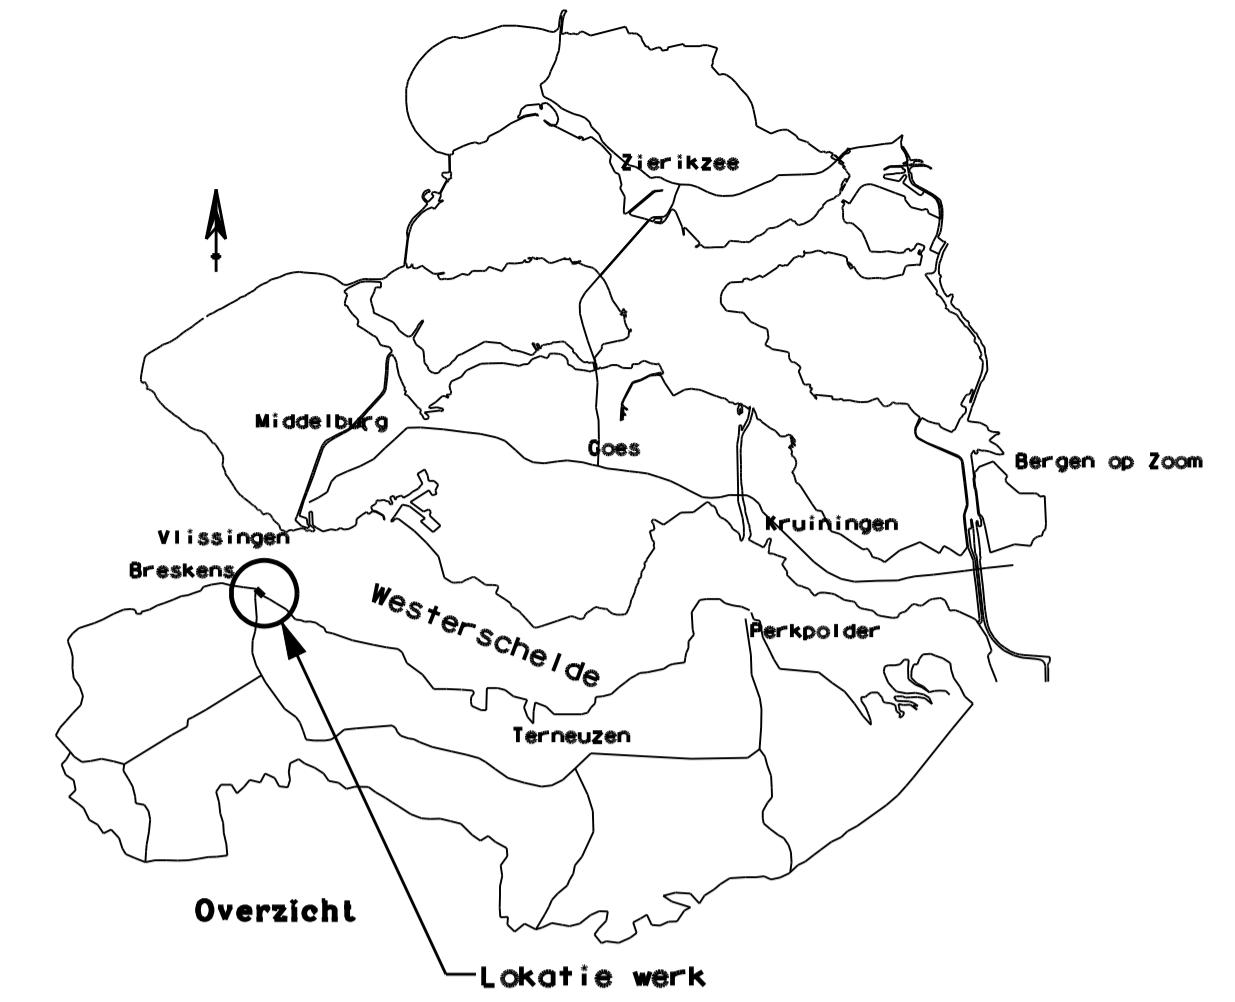 Zierikzee
Middelburg
Goes
Bergen op Zoom
Kruiningen
Vlissingen
Breskens
Westerschelde
Perkpolder
Terneuzen
Overzicht
Lokatie werk